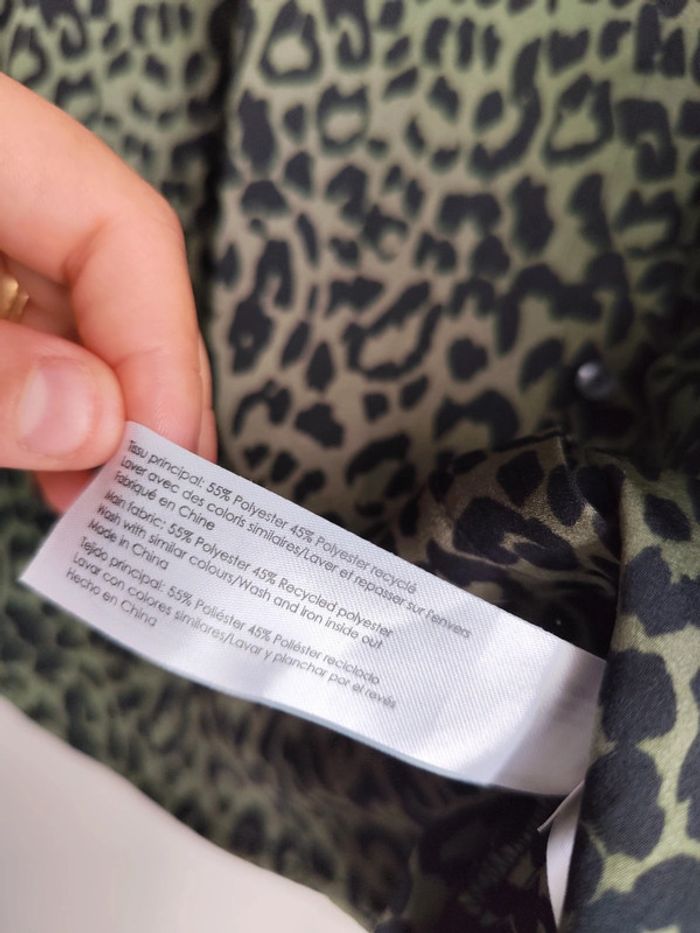 Tissu principal: 55% Polyester 45% Polyester recyclé
Laver avec des coloris similaires/Laver et repasser sur l'envers
Fabriqué en Chine
Main fabric: 55% Polyester 45% Recycled polyester
Wash with similar colours/Wash and iron inside out
Made in China
Tejido principal: 55% Poliéster 45% Poliéster reciclado
Lavar con colores similares/Lavar y planchar por el revés
Hecho en China